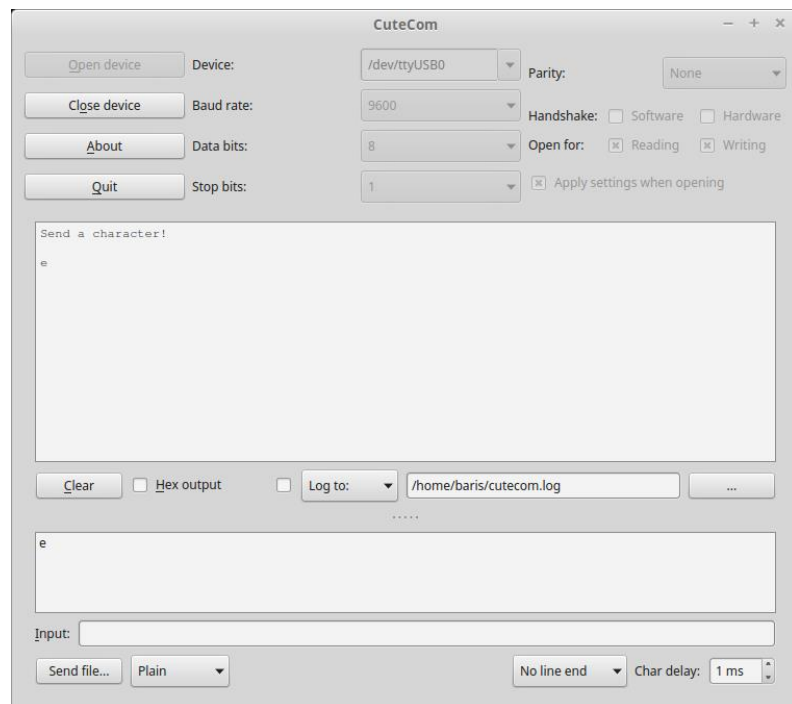 CuteCom
Open device
Device:
/dev/ttyUSB0
Parity:
None
Close device
Baud rate:
9600
Handshake:
Software
Hardware
About
Data bits:
8
Open for:
Reading
Writing
Quit
Stop bits:
1
Apply settings when opening
Send a character!
e
Clear
Hex output
Log to:
/home/baris/cutecom.log
...
e
Input:
Send file...
Plain
No line end
Char delay:
1 ms